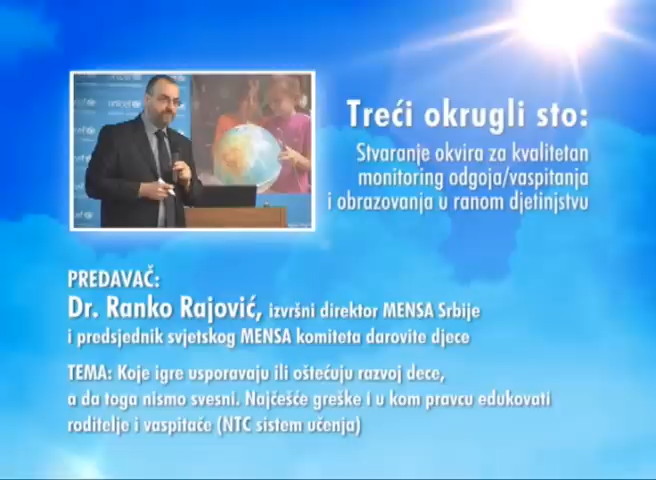 unicef
Treći okrugli sto:
Stvaranje okvira za kvalitetan
monitoring odgoja/vaspitanja
i obrazovanja u ranom djetinjstvu
PREDAVAČ:
Dr. Ranko Rajović, izvršni direktor MENSA Srbije
i predsjednik svjetskog MENSA komiteta darovite djece
TEMA: Koje igre usporavaju ili oštećuju razvoj dece,
a da toga nismo svesni. Najčešće greške i u kom pravcu edukovati
roditelje i vaspitače (NTC sistem učenja)